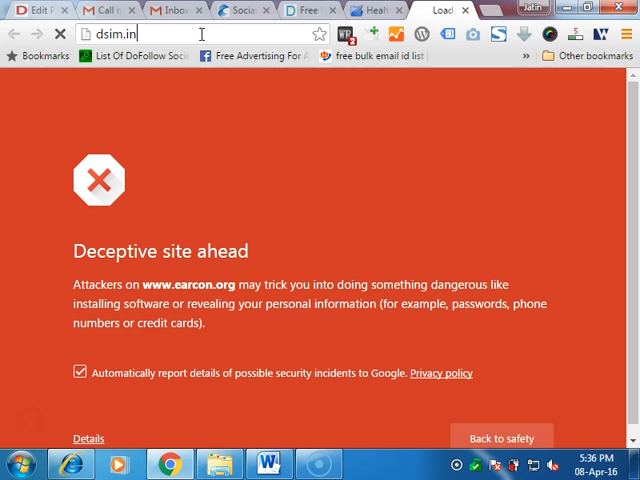 Edit P
Call n
Inbo
Social
Free
Healt
Loadi
Jatin
dsim.in
Bookmarks
List Of DoFollow Soci
Free Advertising For A
free bulk email id list |
»
Other bookmarks
Deceptive site ahead
Attackers on www.earcon.org may trick you into doing something dangerous like
installing software or revealing your personal information (for example, passwords, phone
numbers or credit cards).
Automatically report details of possible security incidents to Google. Privacy policy
Details
Back to safety
5:36 PM
08-Apr-16